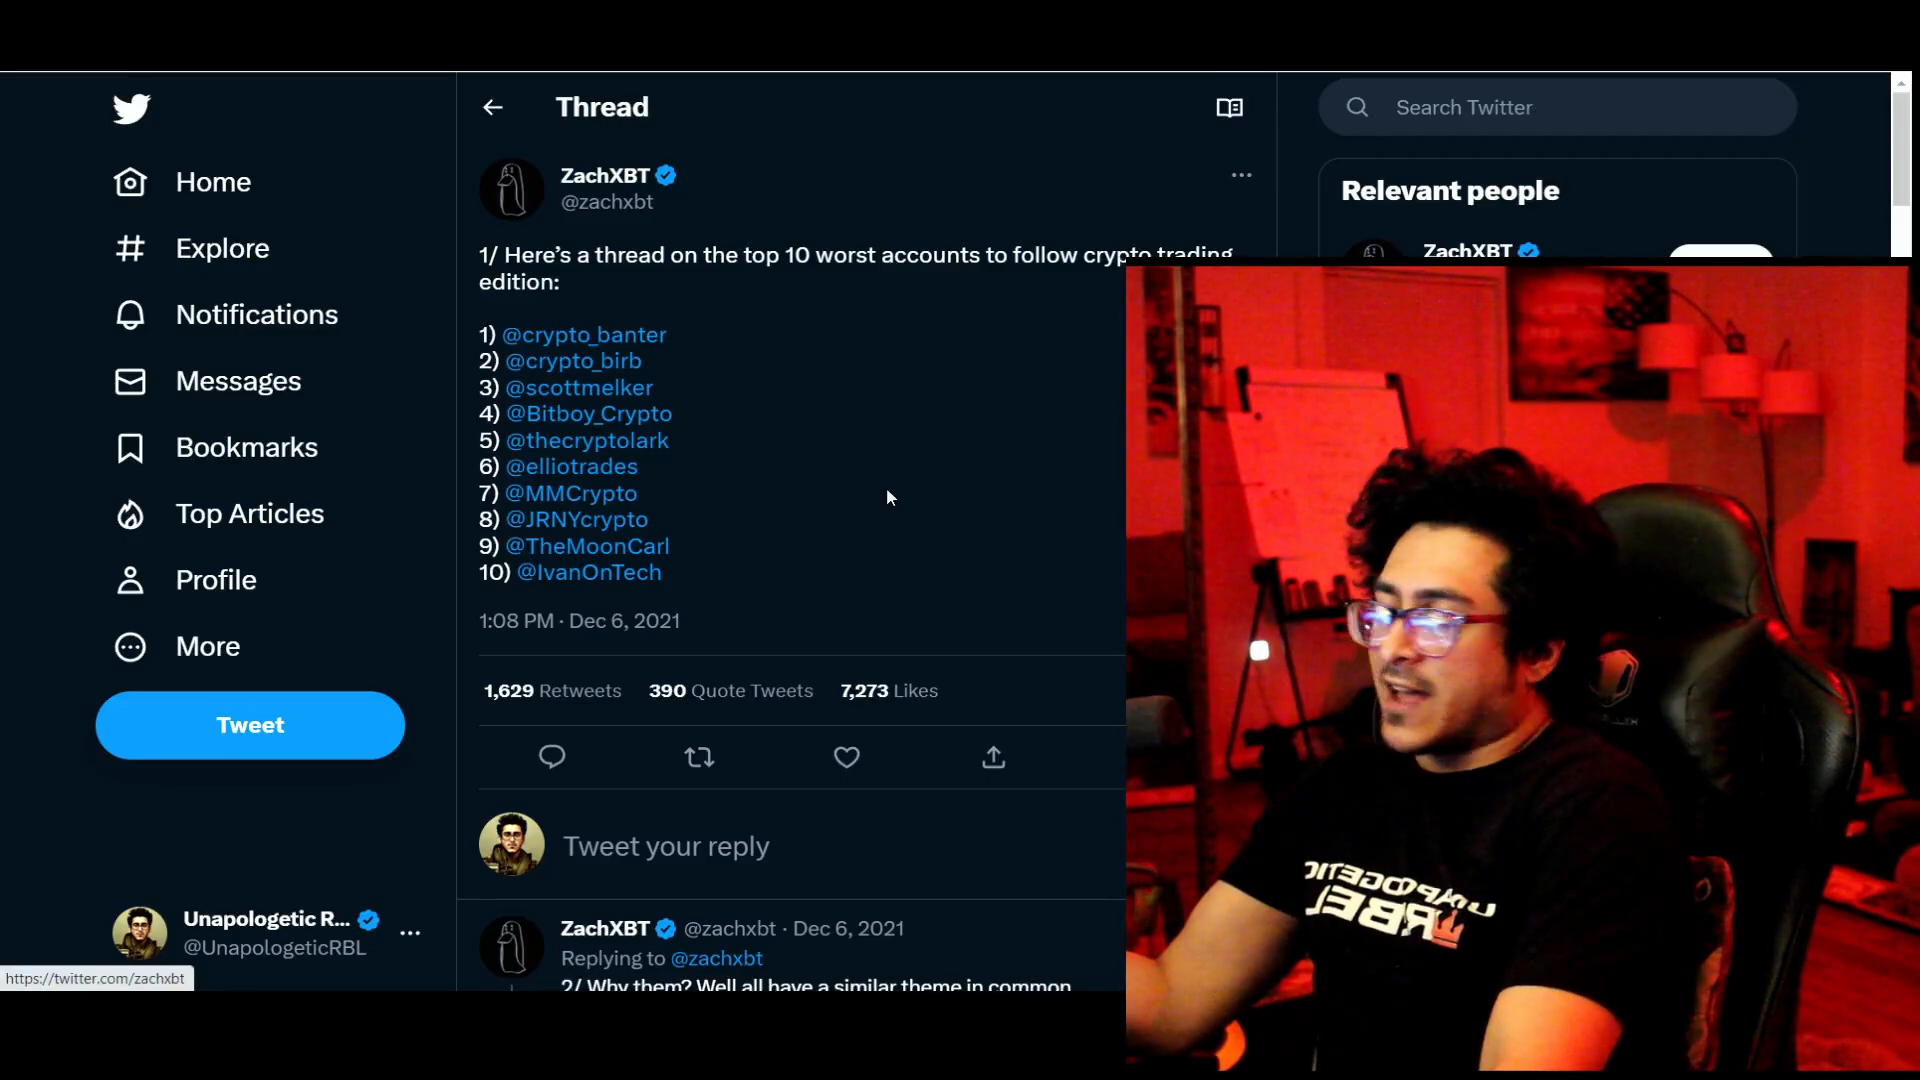 Thread
Search Twitter
Home
Explore
Notifications
Messages
Bookmarks
Top Articles
Profile
More
Tweet
Unapologetic R...
@UnapologeticRBL
https://twitter.com/zachxbt
ZachXBT
@zachxbt
1/ Here's a thread on the top 10 worst accounts to follow crypto trading
edition:
1) @crypto_banter
2) @crypto_birb
3) @scottmelker
4) @Bitboy_Crypto
5) @thecryptolark
6) @elliotrades
7) @MMCrypto
8) @JRNYcrypto
9) @TheMoonCarl
10) @IvanOnTech
1:08 PM · Dec 6, 2021
1,629 Retweets 390 Quote Tweets 7,273 Likes
Tweet your reply
ZachXBT @zachxbt · Dec 6, 2021
Replying to @zachxbt
2/ Why them? Well all have a similar theme in common
Relevant people
ZachXBT
UNAPOLOGETIC
RBEL